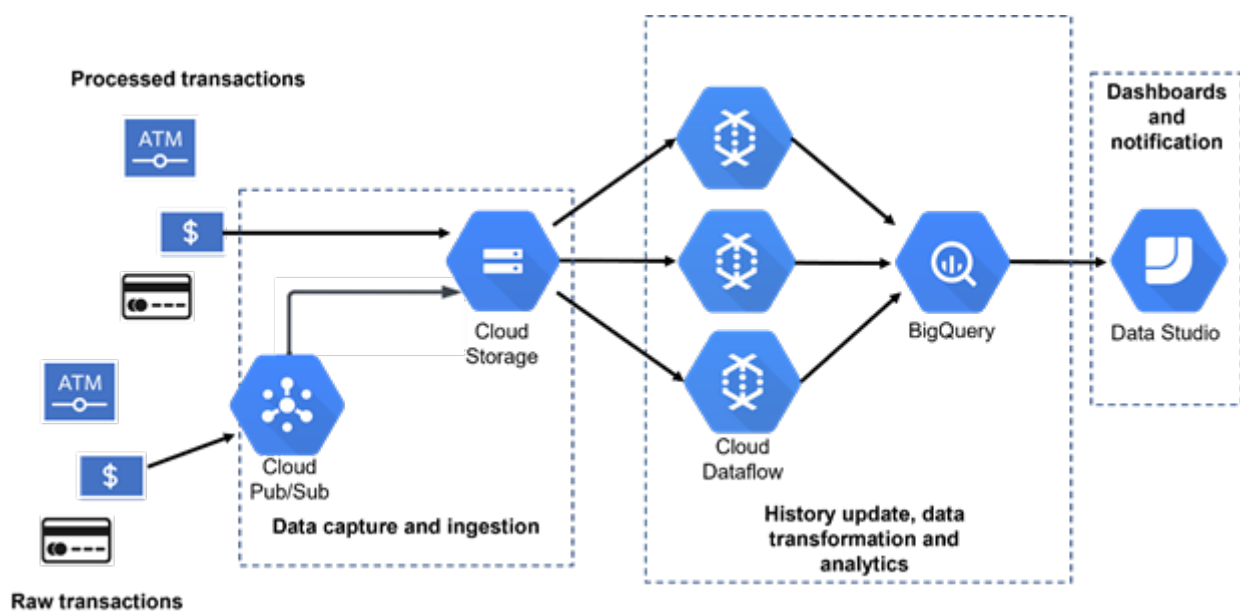 Processed transactions
ATM
$
Cloud
Storage
ATM
$
Cloud
Pub/Sub
Raw transactions
Data capture and ingestion
Cloud
Dataflow
History update, data
transformation and
analytics
BigQuery
Dashboards
and
notification
Data Studio